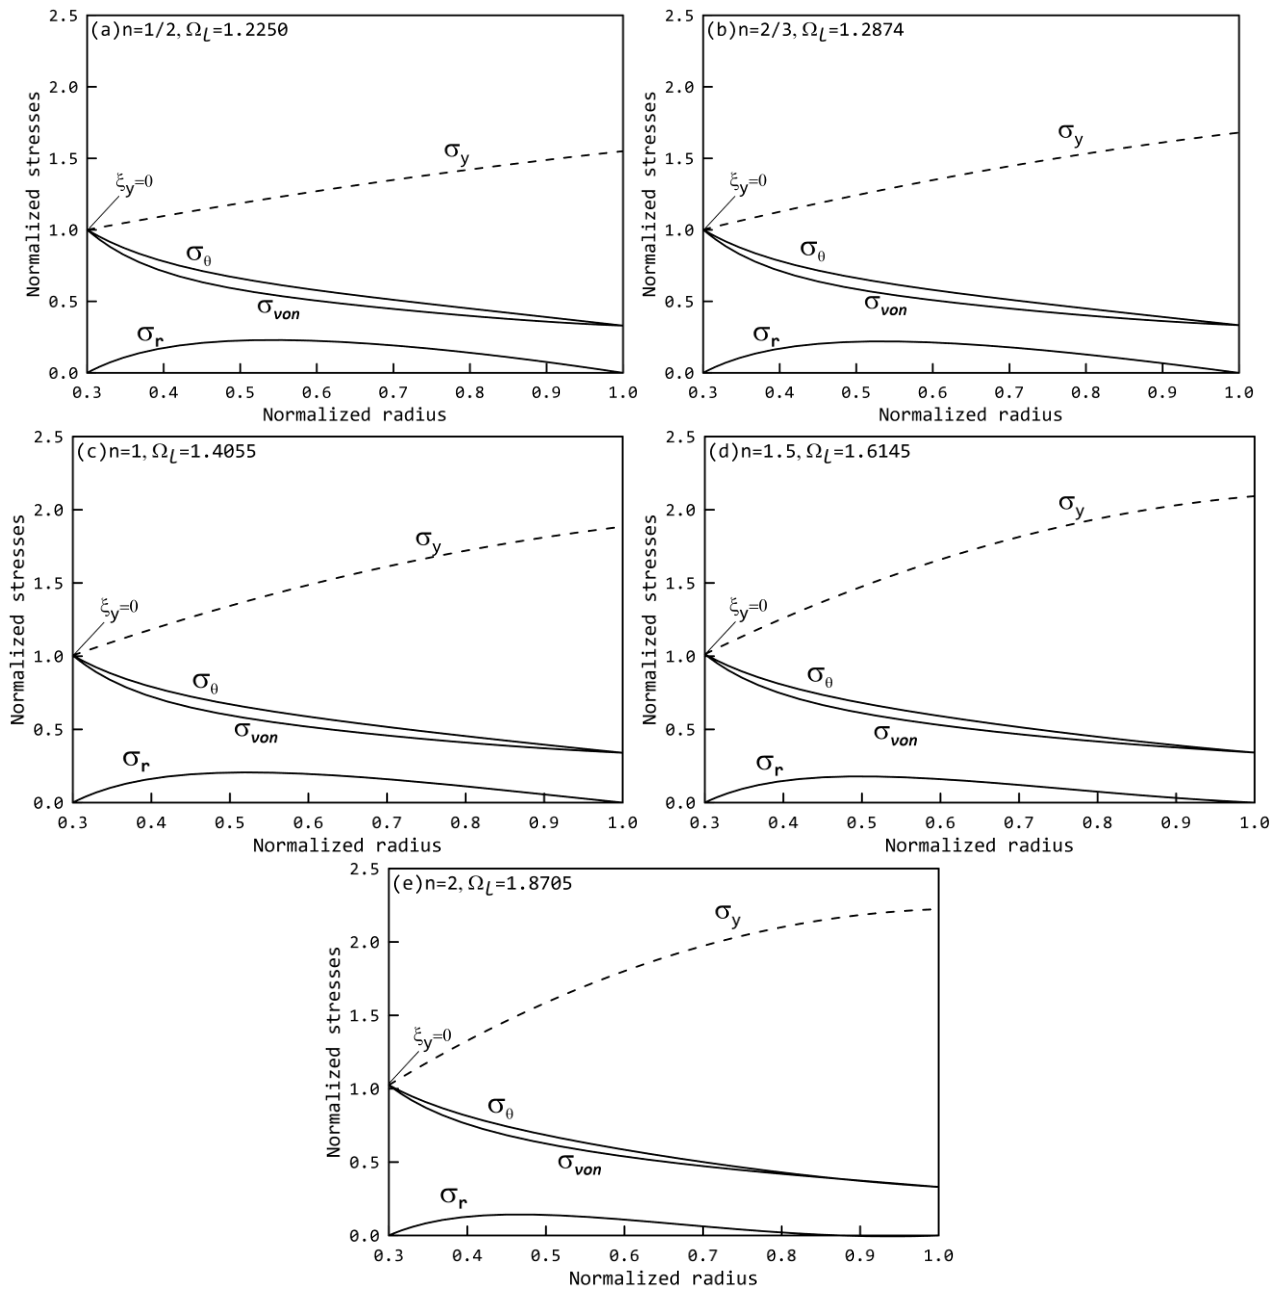 (a)n=1/2, Ω_L=1.2250
Normalized stresses
2.5
2.0
1.5
1.0
0.5
0.0
σ_y
ξ_y=0
σ_θ
σ_von
σ_r
0.3 0.4 0.5 0.6 0.7 0.8 0.9 1.0
Normalized radius
(b)n=2/3, Ω_L=1.2874
Normalized stresses
2.5
2.0
1.5
1.0
0.5
0.0
σ_y
ξ_y=0
σ_θ
σ_von
σ_r
0.3 0.4 0.5 0.6 0.7 0.8 0.9 1.0
Normalized radius
(c)n=1, Ω_L=1.4055
Normalized stresses
2.5
2.0
1.5
1.0
0.5
0.0
σ_y
ξ_y=0
σ_θ
σ_von
σ_r
0.3 0.4 0.5 0.6 0.7 0.8 0.9 1.0
Normalized radius
(d)n=1.5, Ω_L=1.6145
Normalized stresses
2.5
2.0
1.5
1.0
0.5
0.0
σ_y
ξ_y=0
σ_θ
σ_von
σ_r
0.3 0.4 0.5 0.6 0.7 0.8 0.9 1.0
Normalized radius
(e)n=2, Ω_L=1.8705
Normalized stresses
2.5
2.0
1.5
1.0
0.5
0.0
σ_y
ξ_y=0
σ_θ
σ_von
σ_r
0.3 0.4 0.5 0.6 0.7 0.8 0.9 1.0
Normalized radius